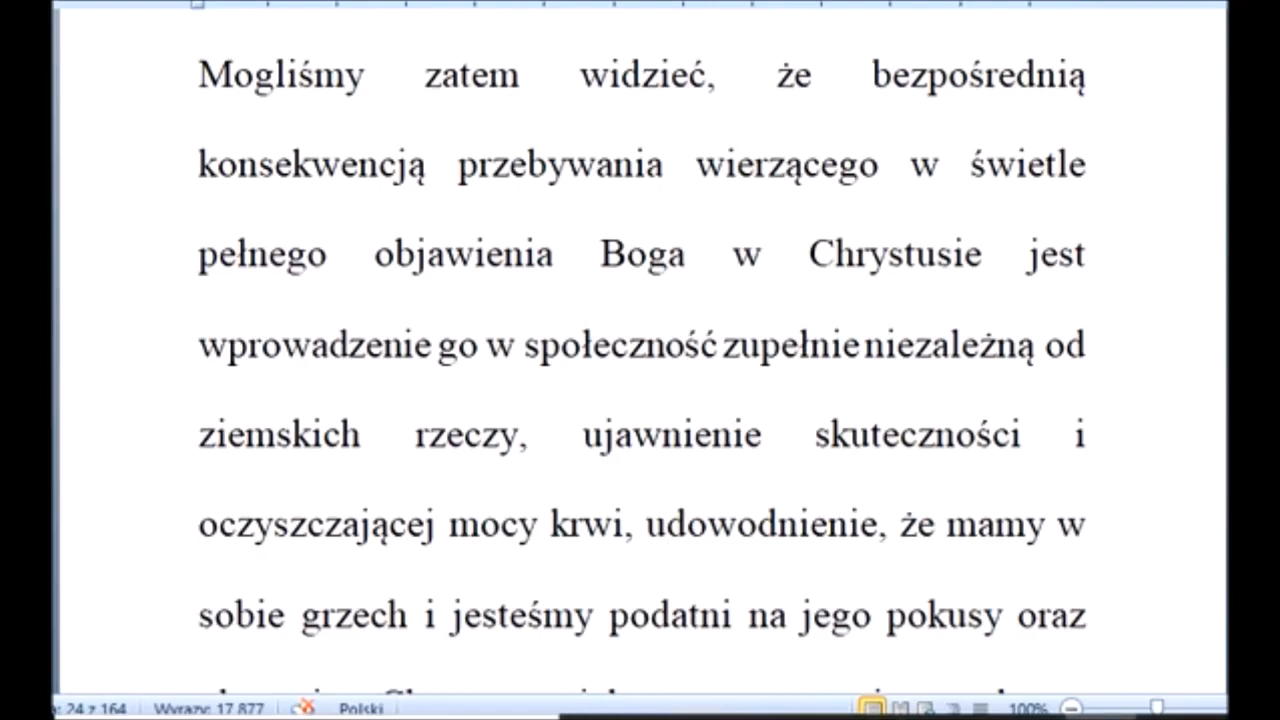 Mogliśmy zatem widzieć, że bezpośrednią
konsekwencją przebywania wierzącego w świetle
pełnego objawienia Boga w Chrystusie jest
wprowadzenie go w społeczność zupełnie niezależną od
ziemskich rzeczy, ujawnienie skuteczności i
oczyszczającej mocy krwi, udowodnienie, że mamy w
sobie grzech i jesteśmy podatni na jego pokusy oraz
: 24 z 164 Wyrazy: 17 877 Polski 100%